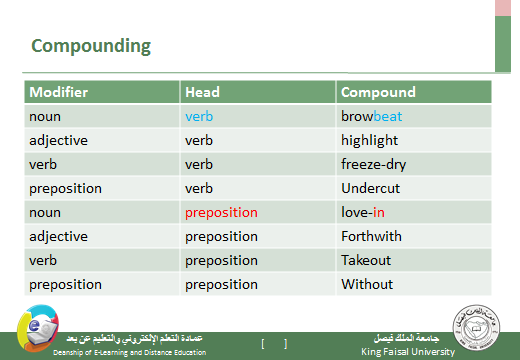 Compounding
Modifier Head Compound
noun verb browbeat
adjective verb highlight
verb verb freeze-dry
preposition verb Undercut
noun preposition love-in
adjective preposition Forthwith
verb preposition Takeout
preposition preposition Without
عمادة التعلم الإلكتروني والتعليم عن بعد
Deanship of E-Learning and Distance Education
[ ]
جامعة الملك فيصل
King Faisal University